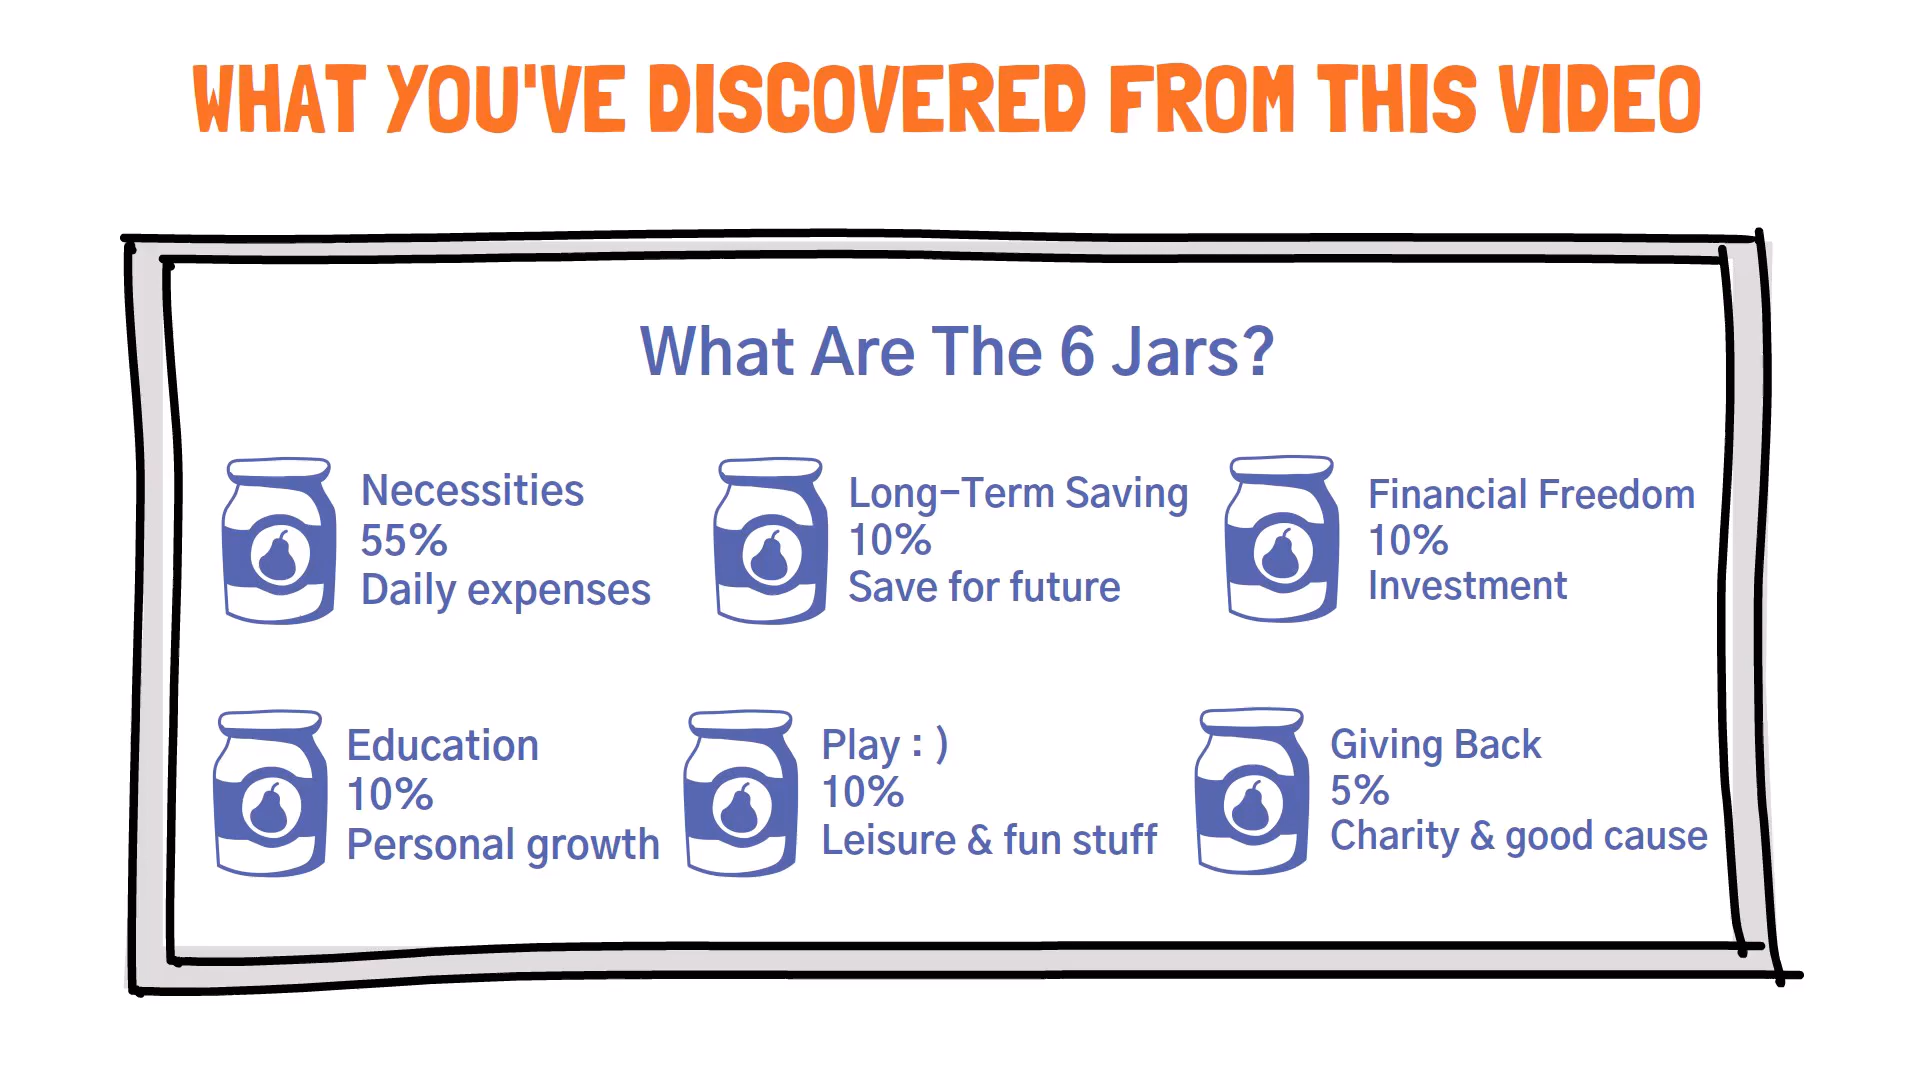 WHAT YOU'VE DISCOVERED FROM THIS VIDEO
What Are The 6 Jars?
Necessities
55%
Daily expenses
Long-Term Saving
10%
Save for future
Financial Freedom
10%
Investment
Education
10%
Personal growth
Play : )
10%
Leisure & fun stuff
Giving Back
5%
Charity & good cause